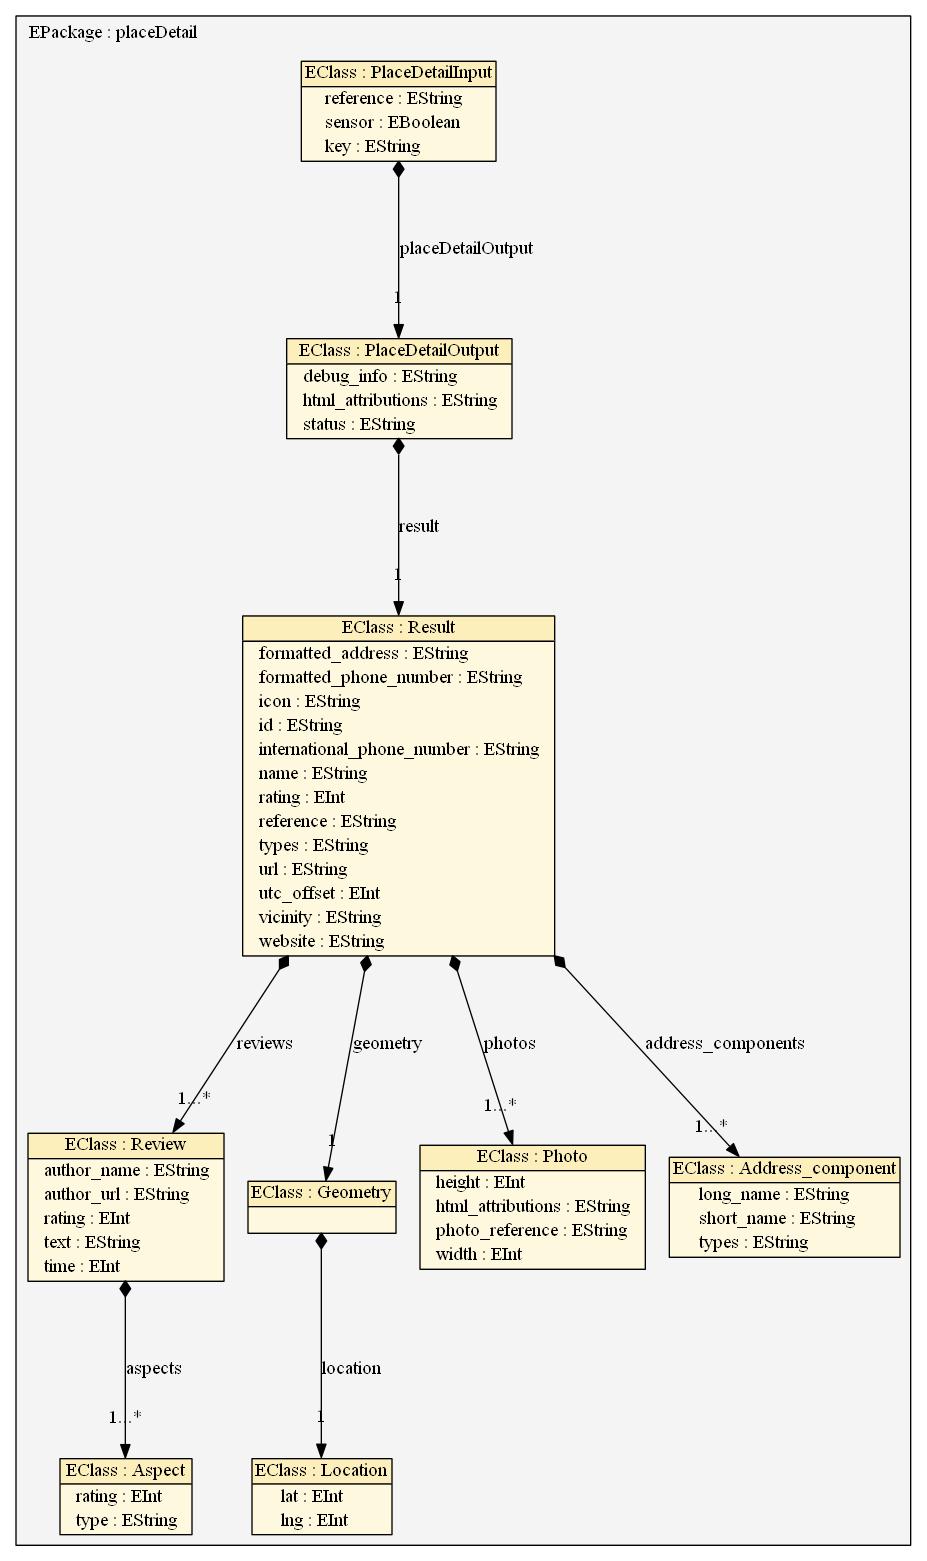 EPackage : placeDetail
EClass : PlaceDetailInput
reference : EString
sensor : EBoolean
key : EString
placeDetailOutput
1
EClass : PlaceDetailOutput
debug_info : EString
html_attributions : EString
status : EString
result
1
EClass : Result
formatted_address : EString
formatted_phone_number : EString
icon : EString
id : EString
international_phone_number : EString
name : EString
rating : EInt
reference : EString
types : EString
url : EString
utc_offset : EInt
vicinity : EString
website : EString
reviews
geometry
photos
address_components
1...*
1
1...*
1...*
EClass : Review
author_name : EString
author_url : EString
rating : EInt
text : EString
time : EInt
EClass : Geometry
EClass : Photo
height : EInt
html_attributions : EString
photo_reference : EString
width : EInt
EClass : Address_component
long_name : EString
short_name : EString
types : EString
aspects
1...*
location
1
EClass : Aspect
rating : EInt
type : EString
EClass : Location
lat : EInt
lng : EInt